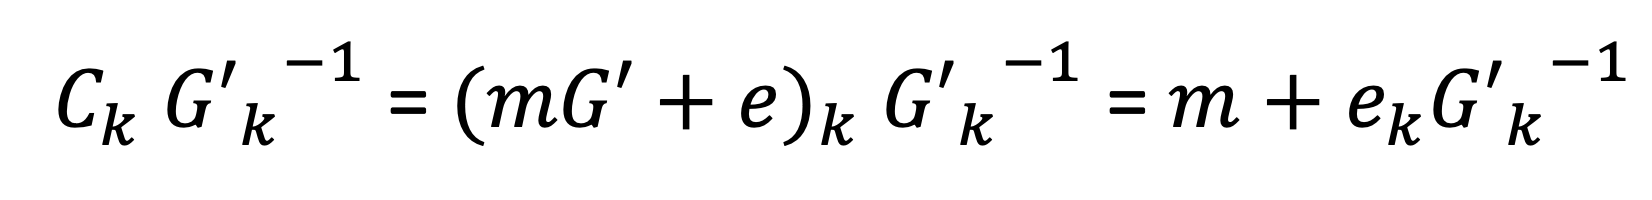 C_k G'_k^{-1} = (mG' + e)_k G'_k^{-1} = m + e_k G'_k^{-1}